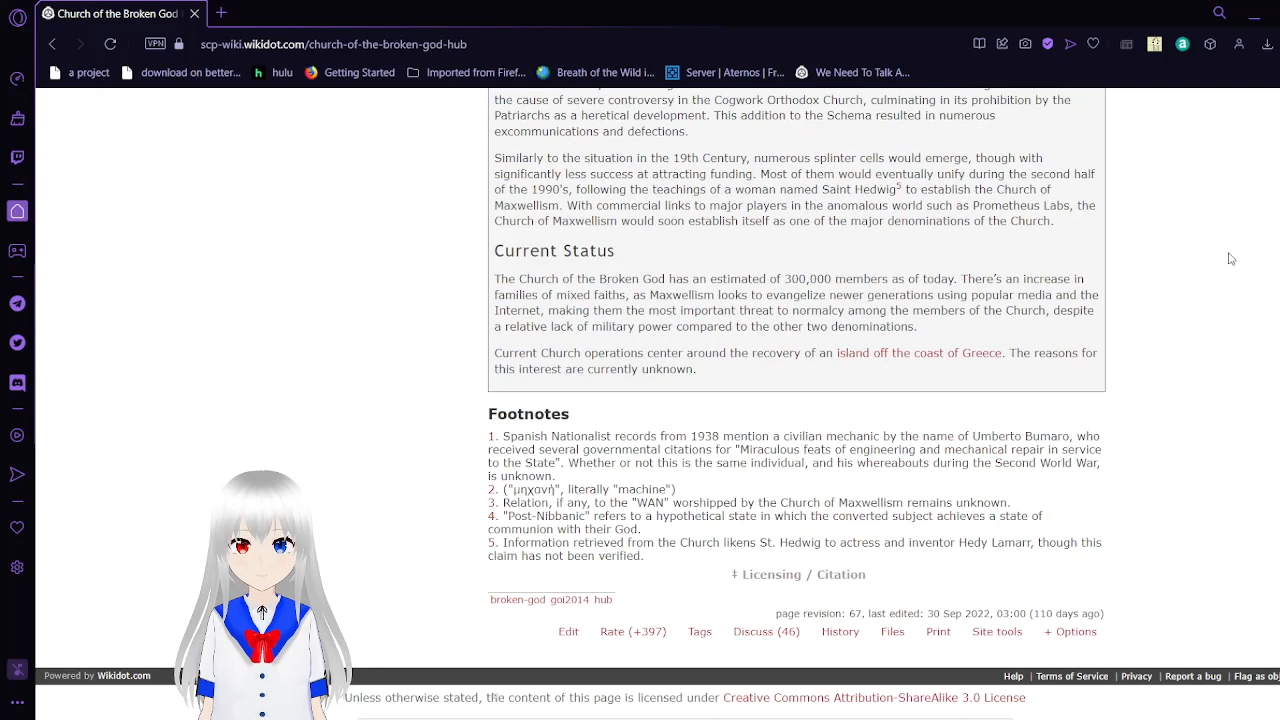 Church of the Broken God
VPN
scp-wiki.wikidot.com/church-of-the-broken-god-hub
a project
download on better...
hulu
Getting Started
Imported from Firef...
Breath of the Wild i...
Server | Aternos | Fr...
We Need To Talk A...
the cause of severe controversy in the Cogwork Orthodox Church, culminating in its prohibition by the
Patriarchs as a heretical development. This addition to the Schema resulted in numerous
excommunications and defections.
Similarly to the situation in the 19th Century, numerous splinter cells would emerge, though with
significantly less success at attracting funding. Most of them would eventually unify during the second half
of the 1990's, following the teachings of a woman named Saint Hedwig5 to establish the Church of
Maxwellism. With commercial links to major players in the anomalous world such as Prometheus Labs, the
Church of Maxwellism would soon establish itself as one of the major denominations of the Church.
Current Status
The Church of the Broken God has an estimated of 300,000 members as of today. There's an increase in
families of mixed faiths, as Maxwellism looks to evangelize newer generations using popular media and the
Internet, making them the most important threat to normalcy among the members of the Church, despite
a relative lack of military power compared to the other two denominations.
Current Church operations center around the recovery of an island off the coast of Greece. The reasons for
this interest are currently unknown.
Footnotes
1. Spanish Nationalist records from 1938 mention a civilian mechanic by the name of Umberto Bumaro, who
received several governmental citations for "Miraculous feats of engineering and mechanical repair in service
to the State". Whether or not this is the same individual, and his whereabouts during the Second World War,
is unknown.
2. ("μηχανή", literally "machine")
3. Relation, if any, to the "WAN" worshipped by the Church of Maxwellism remains unknown.
4. "Post-Nibbanic" refers to a hypothetical state in which the converted subject achieves a state of
communion with their God.
5. Information retrieved from the Church likens St. Hedwig to actress and inventor Hedy Lamarr, though this
claim has not been verified.
‡ Licensing / Citation
broken-god goi2014 hub
page revision: 67, last edited: 30 Sep 2022, 03:00 (110 days ago)
Edit Rate (+397) Tags Discuss (46) History Files Print Site tools + Options
Powered by Wikidot.com
Help | Terms of Service | Privacy | Report a bug | Flag as obj
Unless otherwise stated, the content of this page is licensed under Creative Commons Attribution-ShareAlike 3.0 License